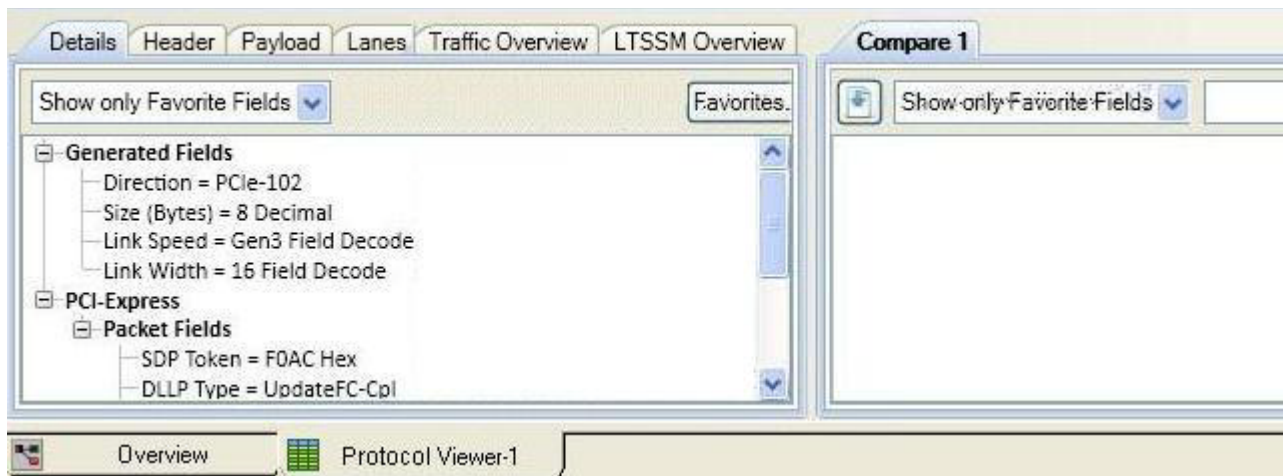 Details Header Payload Lanes Traffic Overview LTSSM Overview
Show only Favorite Fields Favorites.
Generated Fields
Direction = PCIe-102
Size (Bytes) = 8 Decimal
Link Speed = Gen3 Field Decode
Link Width = 16 Field Decode
PCI-Express
Packet Fields
SDP Token = F0AC Hex
DLLP Type = UpdateFC-Cpl
Compare 1
Show only Favorite Fields
Overview Protocol Viewer-1